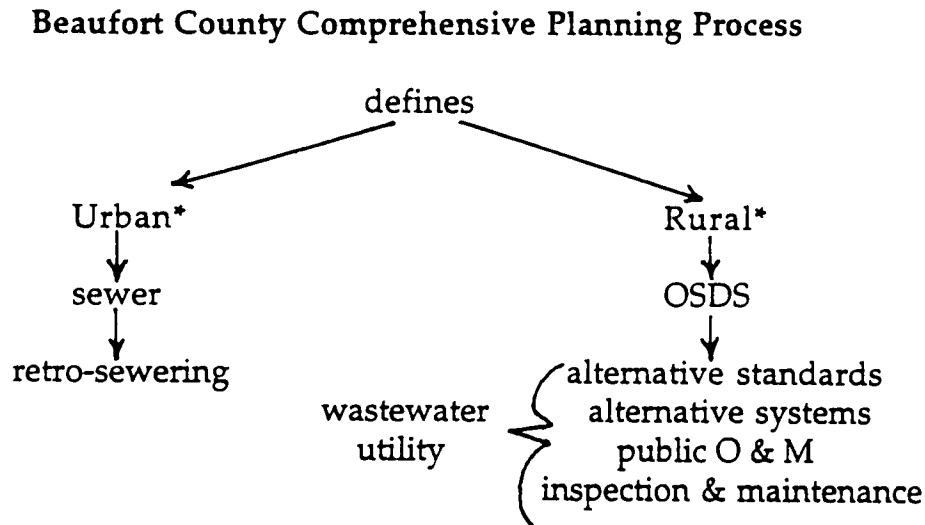 Beaufort County Comprehensive Planning Process
defines
Urban*
Rural*
sewer
OSDS
retro-sewering
alternative standards
wastewater
utility
alternative systems
public O & M
inspection & maintenance